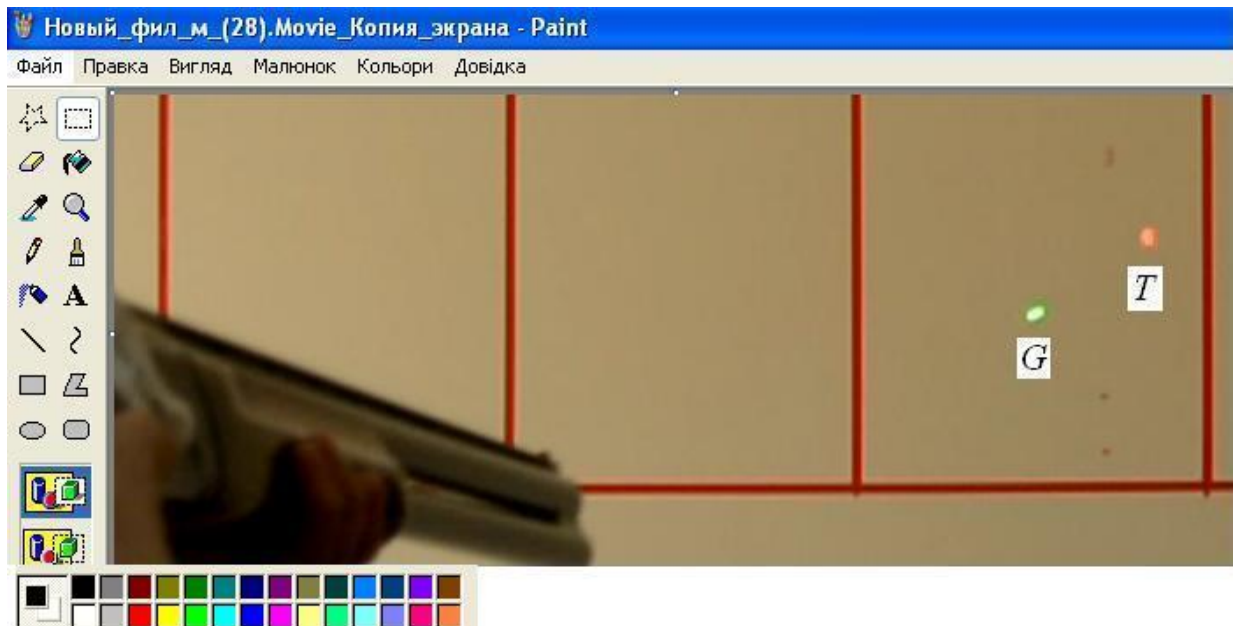 Новый_фил_м_(28).Movie_Копия_экрана - Paint
Файл Правка Вигляд Малюнок Кольори Довідка
A
T
G